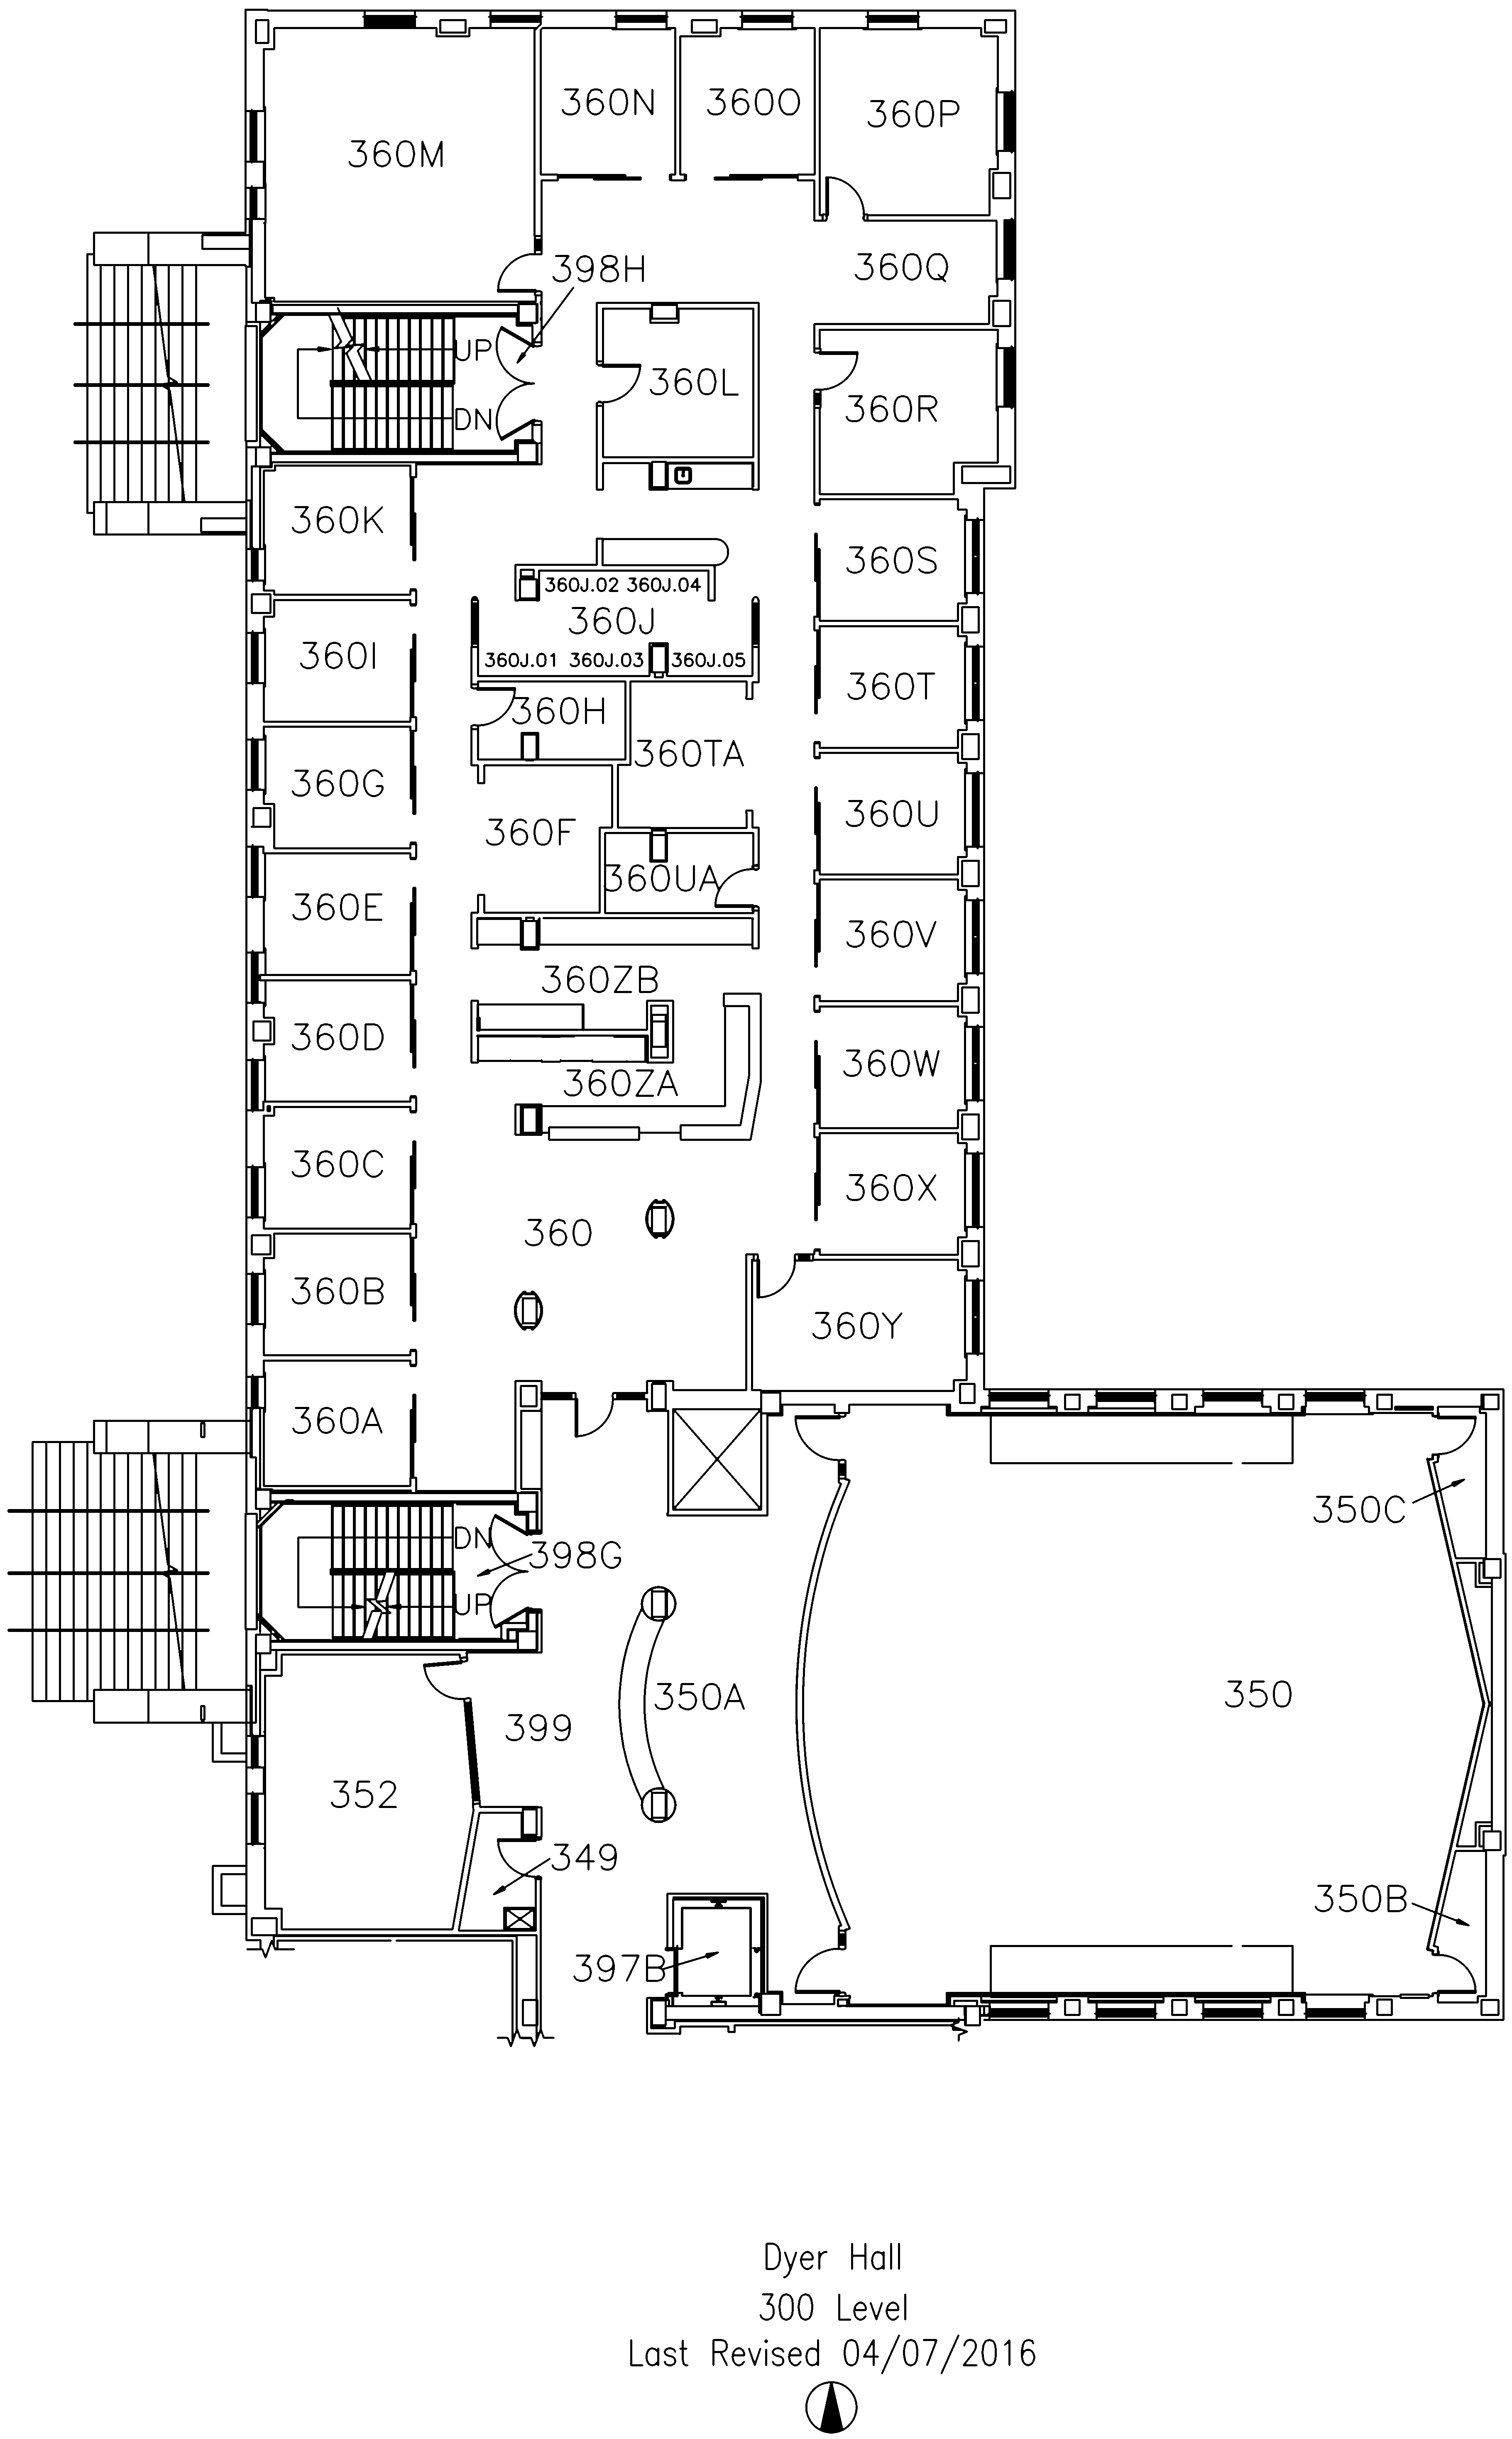 360N
360O
360P
360M
360Q
398H
UP
360L
360R
DN
360K
360S
360J.02 360J.04
360J
360I
360J.01 360J.03 360J.05
360T
360H
360TA
360G
360U
360F
360UA
360E
360V
360ZB
360D
360W
360ZA
360C
360X
360
360B
360Y
360A
350C
DN
398G
UP
350A
350
399
352
349
350B
397B
Dyer Hall
300 Level
Last Revised 04/07/2016